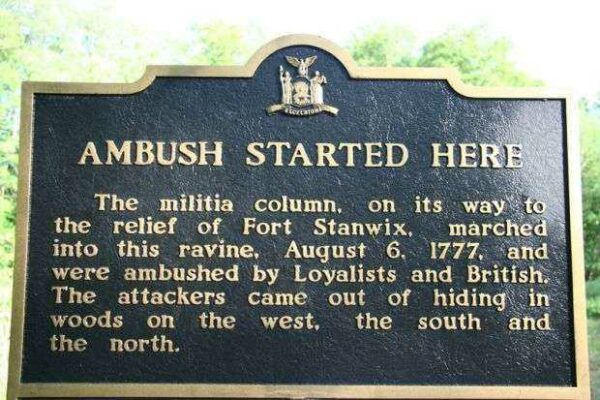 EXCELSIOR
AMBUSH STARTED HERE
The militia column, on its way to
the relief of Fort Stanwix, marched
into this ravine, August 6, 1777, and
were ambushed by Loyalists and British.
The attackers came out of hiding in
woods on the west, the south and
the north.